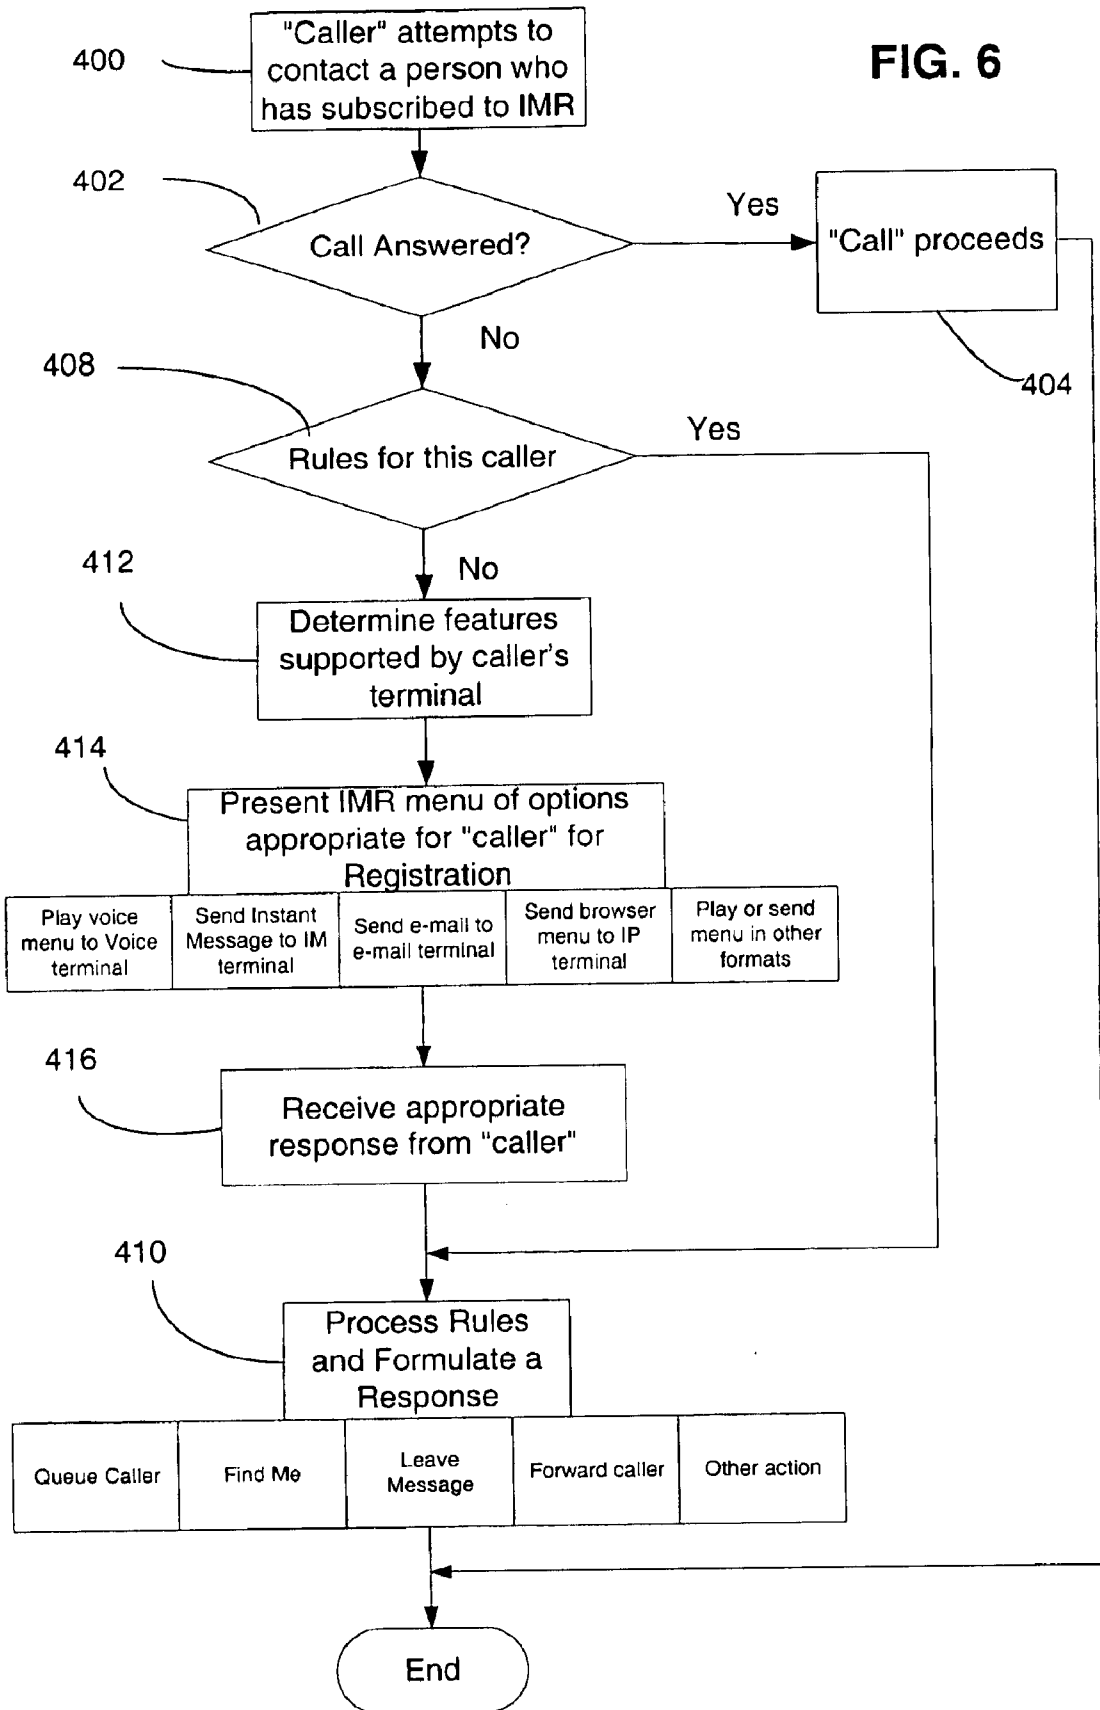 FIG. 6
400
"Caller" attempts to
contact a person who
has subscribed to IMR
402
Call Answered?
Yes
"Call" proceeds
404
No
408
Rules for this caller
Yes
No
412
Determine features
supported by caller's
terminal
414
Present IMR menu of options
appropriate for "caller" for
Registration
Play voice
menu to Voice
terminal
Send Instant
Message to IM
terminal
Send e-mail to
e-mail terminal
Send browser
menu to IP
terminal
Play or send
menu in other
formats
416
Receive appropriate
response from "caller"
410
Process Rules
and Formulate a
Response
Queue Caller
Find Me
Leave
Message
Forward caller
Other action
End